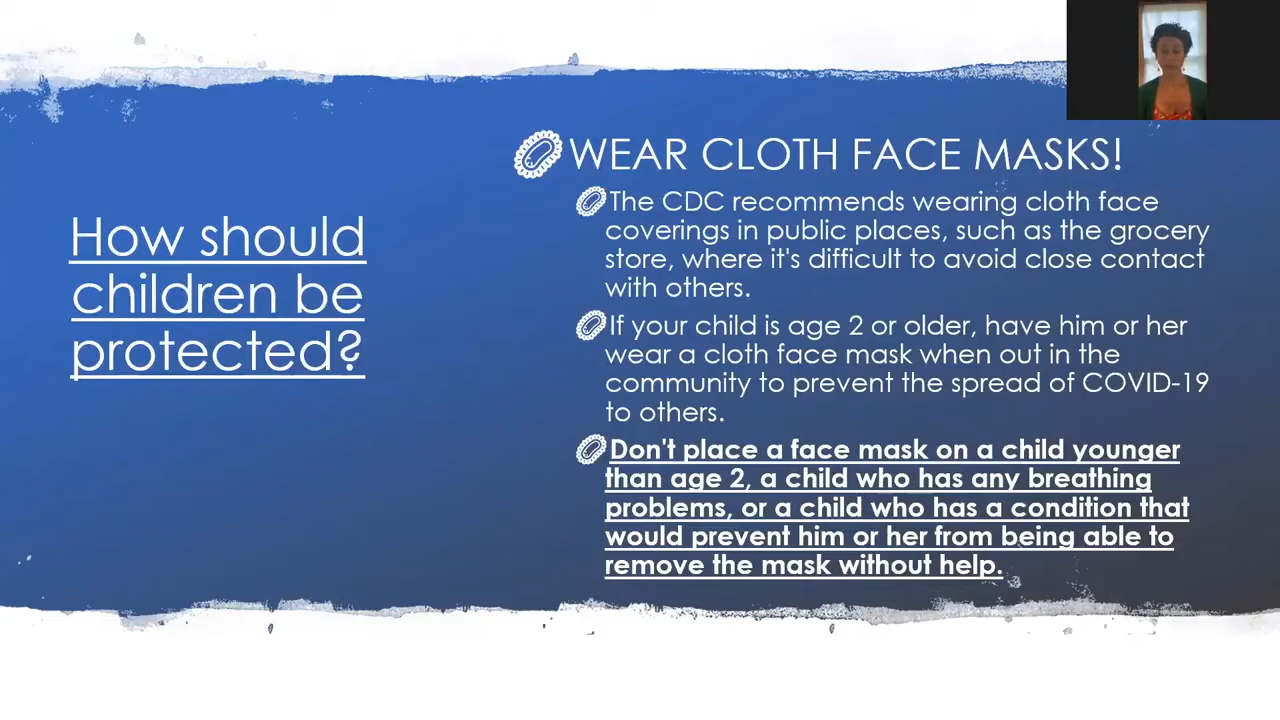 How should
children be
protected?
WEAR CLOTH FACE MASKS!
The CDC recommends wearing cloth face
coverings in public places, such as the grocery
store, where it's difficult to avoid close contact
with others.
If your child is age 2 or older, have him or her
wear a cloth face mask when out in the
community to prevent the spread of COVID-19
to others.
Don't place a face mask on a child younger
than age 2, a child who has any breathing
problems, or a child who has a condition that
would prevent him or her from being able to
remove the mask without help.